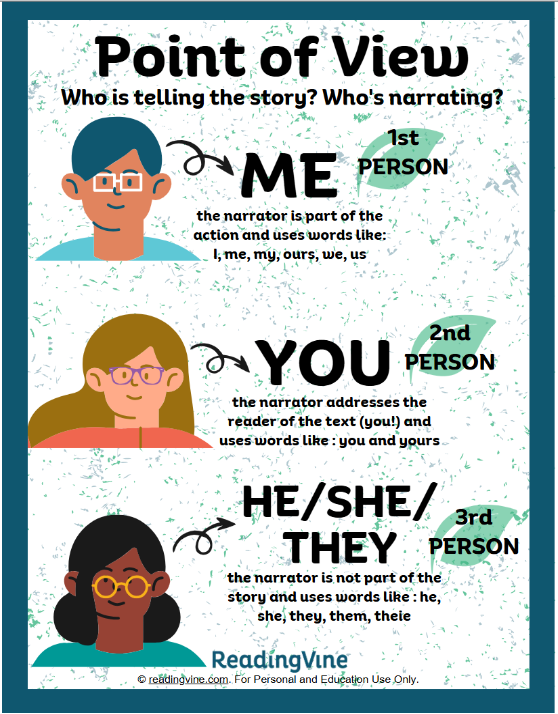 Point of View
Who is telling the story? Who's narrating?
1st
PERSON
ME
the narrator is part of the
action and uses words like:
I, me, my, ours, we, us
2nd
PERSON
YOU
the narrator addresses the
reader of the text (you!) and
uses words like : you and yours
HE/SHE/
THEY
3rd
PERSON
the narrator is not part of the
story and uses words like : he,
she, they, them, theie
ReadingVine
© readingvine.com. For Personal and Education Use Only.